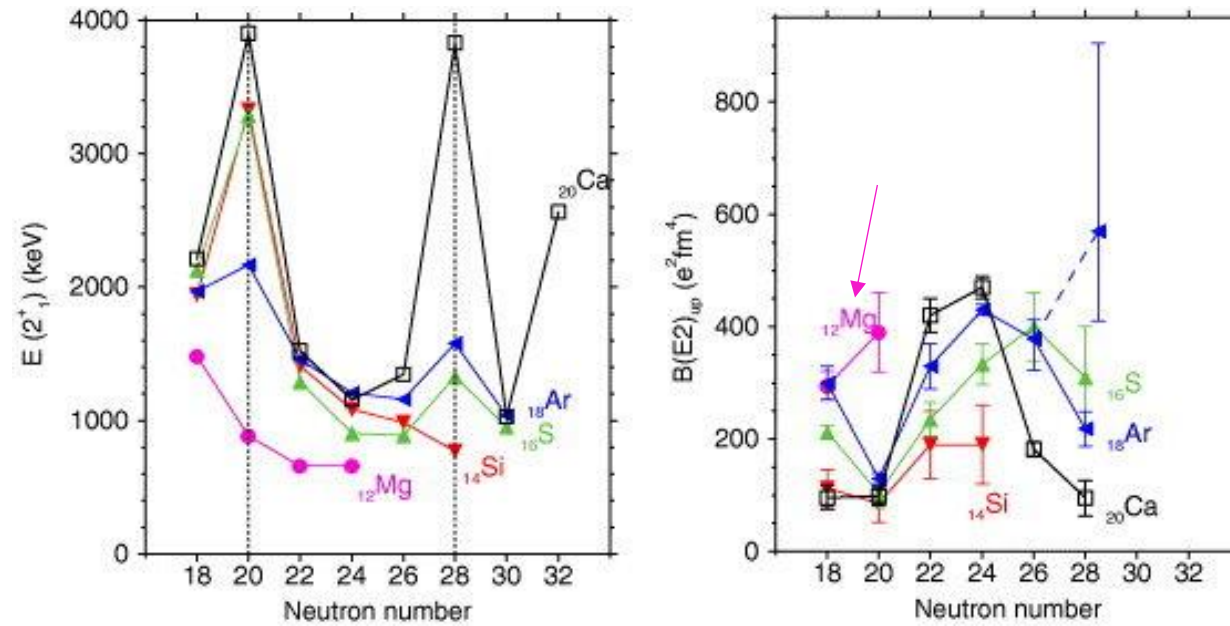 4000
3000
2000
1000
0
E (2⁺₁) (keV)
₂₀Ca
₁₈Ar
₁₆S
₁₄Si
₁₂Mg
18 20 22 24 26 28 30 32
Neutron number
800
600
400
200
0
B(E2)ᵤₚ (e²fm⁴)
₁₂Mg
₁₆S
₁₈Ar
₁₄Si
₂₀Ca
18 20 22 24 26 28 30 32
Neutron number